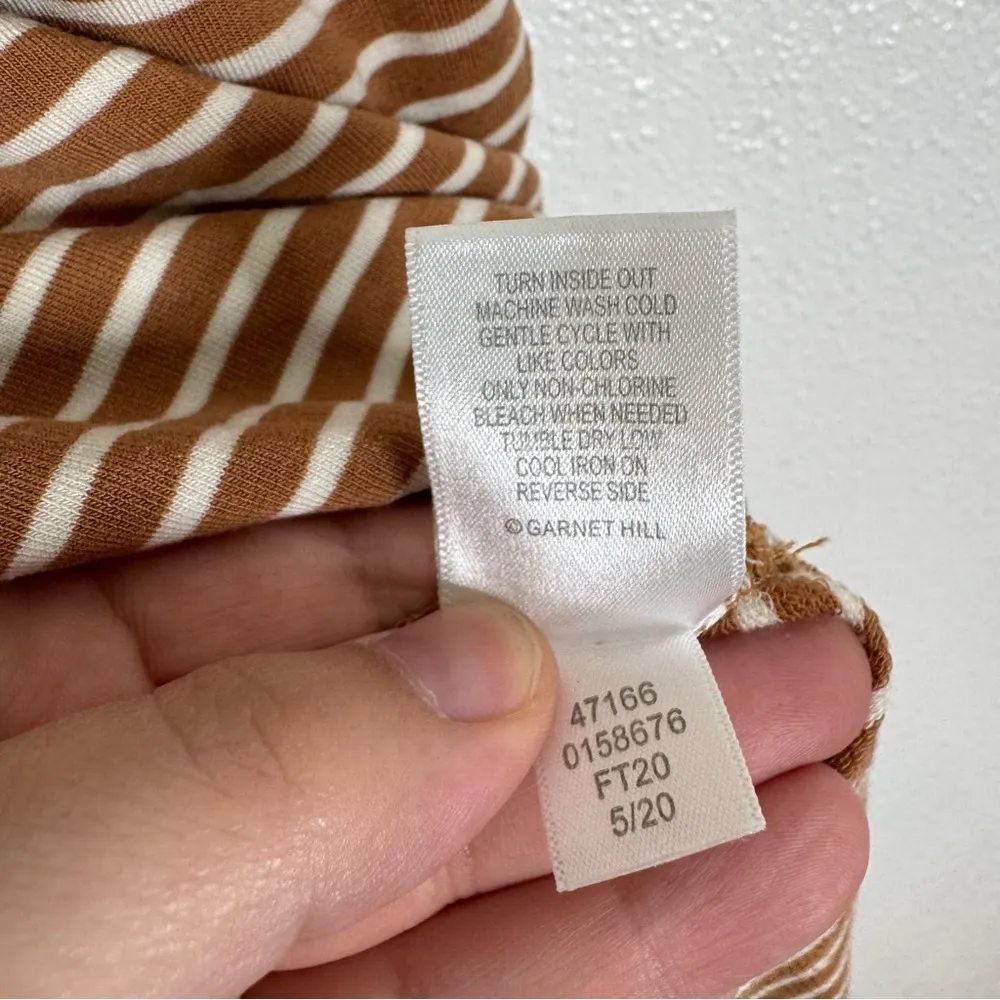 TURN INSIDE OUT
MACHINE WASH COLD
GENTLE CYCLE WITH
LIKE COLORS
ONLY NON-CHLORINE
BLEACH WHEN NEEDED
TUMBLE DRY LOW
COOL IRON ON
REVERSE SIDE
© GARNET HILL
47166
0158676
FT20
5/20